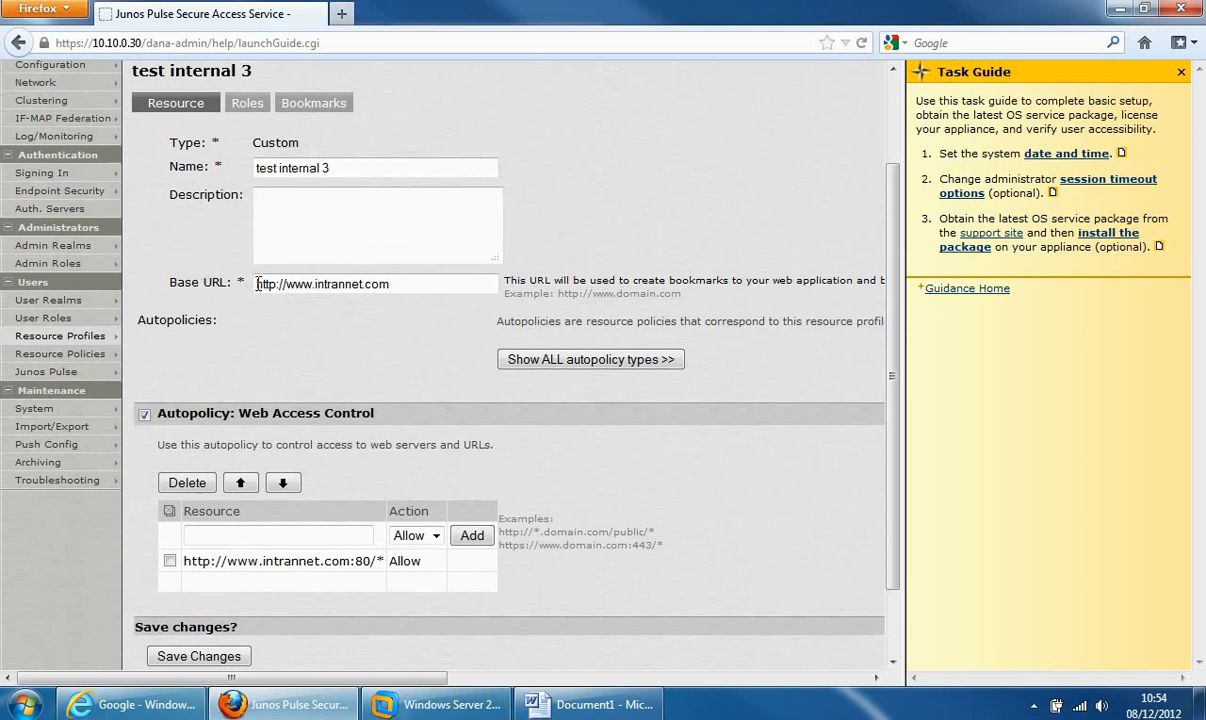 Firefox
Junos Pulse Secure Access Service -
https://10.10.0.30/dana-admin/help/launchGuide.cgi
Google
Configuration
Network
Clustering
IF-MAP Federation
Log/Monitoring
Authentication
Signing In
Endpoint Security
Auth. Servers
Administrators
Admin Realms
Admin Roles
Users
User Realms
User Roles
Resource Profiles
Resource Policies
Junos Pulse
Maintenance
System
Import/Export
Push Config
Archiving
Troubleshooting
test internal 3
Resource
Roles
Bookmarks
Type: * Custom
Name: * test internal 3
Description:
Base URL: * http://www.intrannet.com
This URL will be used to create bookmarks to your web application and b
Example: http://www.domain.com
Autopolicies:
Autopolicies are resource policies that correspond to this resource profil
Show ALL autopolicy types >>
Autopolicy: Web Access Control
Use this autopolicy to control access to web servers and URLs.
Delete
Resource Action
Allow Add
Examples:
http://*.domain.com/public/*
https://www.domain.com:443/*
http://www.intrannet.com:80/* Allow
Save changes?
Save Changes
Task Guide
Use this task guide to complete basic setup,
obtain the latest OS service package, license
your appliance, and verify user accessibility.
1. Set the system date and time.
2. Change administrator session timeout
options (optional).
3. Obtain the latest OS service package from
the support site and then install the
package on your appliance (optional).
Guidance Home
Google - Window...
Junos Pulse Secur...
Windows Server 2...
Document1 - Mic...
10:54
08/12/2012